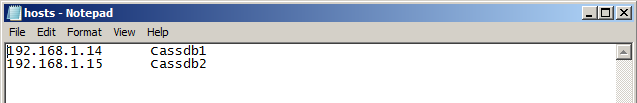 hosts - Notepad
File Edit Format View Help
192.168.1.14 Cassdb1
192.168.1.15 Cassdb2